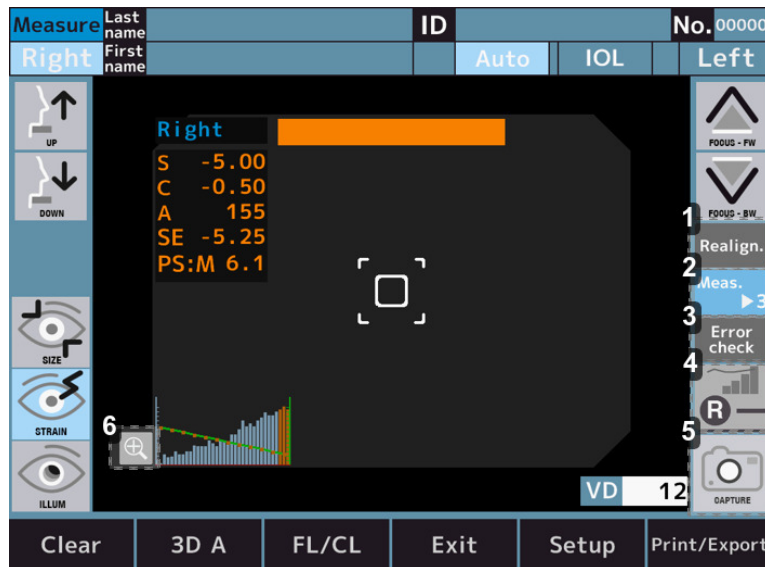 Measure Last name ID No. 00000
Right First name Auto IOL Left
UP
DOWN
SIZE
STRAIN
ILLUM
Right
S -5.00
C -0.50
A 155
SE -5.25
PS:M 6.1
6
FOCUS - FW
FOCUS - BW
1
Realign.
2
Meas.
▶3
3
Error
check
4
R
5
CAPTURE
VD 12
Clear 3D A FL/CL Exit Setup Print/Export